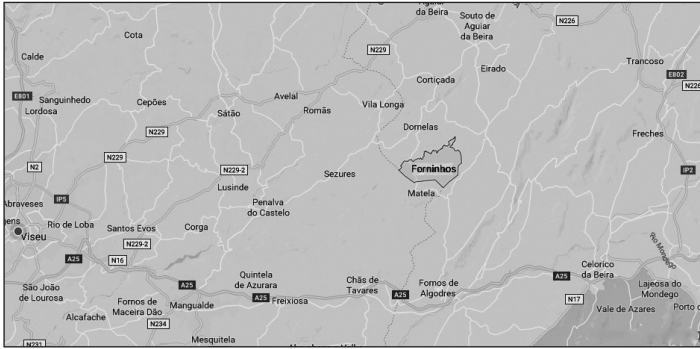 da Beira
Souto de
Aguiar
da Beira
N226
Cota
N229
Calde
Trancoso
Eirado
E802
Cortiçada
E801
Sanguinhedo
Lordosa
Cepões
Avelal
Romãs
Vila Longa
Sátão
Dornelas
N229
Freches
N229
N2
N229-2
Forninhos
IP2
Sezures
Lusinde
Matela
IP5
Abraveses
Penalva
do Castelo
Rio de Loba
Santos Evos
Corga
Viseu
N229-2
Rio Mondego
A25
N16
Celorico
da Beira
Quintela
de Azurara
Chãs de
Tavares
Fornos de
Algodres
A25
A25
São João
de Lourosa
A25
A25
Freixiosa
Lajeosa do
Mondego
Fornos de
Maceira Dão
Mangualde
N17
Vale de Azares
Porto
Alcafache
N234
N231
Mesquitela